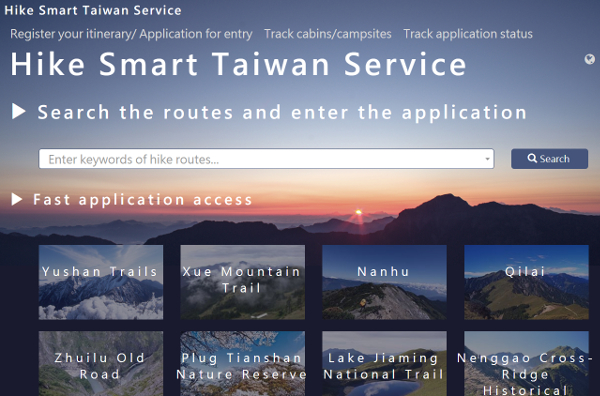 Hike Smart Taiwan Service
Register your itinerary/ Application for entry Track cabins/campsites Track application status
Hike Smart Taiwan Service
▶ Search the routes and enter the application
Enter keywords of hike routes...
Search
▶ Fast application access
Yushan Trails
Xue Mountain
Trail
Nanhu
Qilai
Zhuilu Old
Road
Plug Tianshan
Nature Reserve
Lake Jiaming
National Trail
Nenggao Cross-
Ridge
Historical